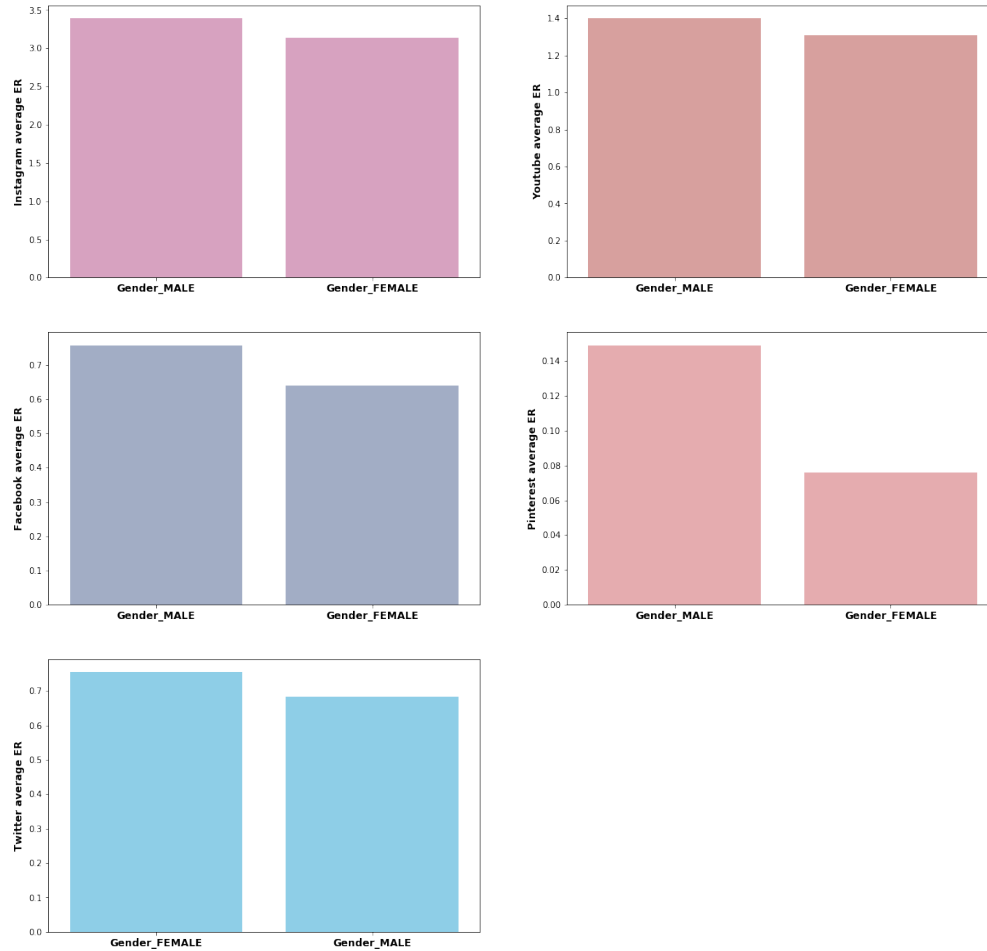 Instagram average ER
3.5
3.0
2.5
2.0
1.5
1.0
0.5
0.0
Gender_MALE
Gender_FEMALE
Youtube average ER
1.4
1.2
1.0
0.8
0.6
0.4
0.2
0.0
Gender_MALE
Gender_FEMALE
Facebook average ER
0.7
0.6
0.5
0.4
0.3
0.2
0.1
0.0
Gender_MALE
Gender_FEMALE
Pinterest average ER
0.14
0.12
0.10
0.08
0.06
0.04
0.02
0.00
Gender_MALE
Gender_FEMALE
Twitter average ER
0.7
0.6
0.5
0.4
0.3
0.2
0.1
0.0
Gender_FEMALE
Gender_MALE